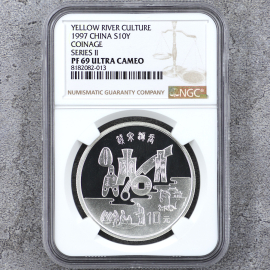 YELLOW RIVER CULTURE
1997 CHINA S10Y
COINAGE
SERIES II
PF 69 ULTRA CAMEO
8182082-013
NUMISMATIC GUARANTY COMPANY
NGC
10元